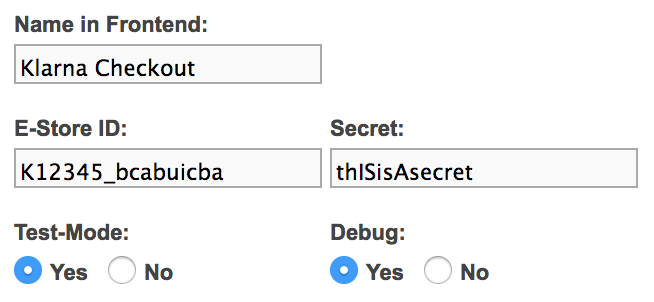 Name in Frontend:
Klarna Checkout
E-Store ID: Secret:
K12345_bcabuicba thISisAsecret
Test-Mode: Debug:
Yes No Yes No